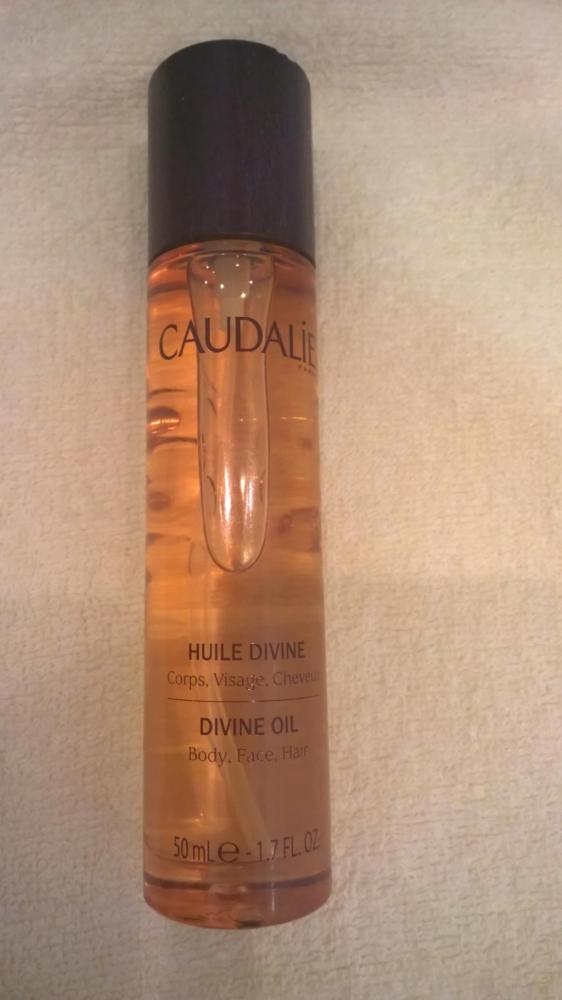 CAUDALIE
HUILE DIVINE
Corps, Visage, Cheveux
DIVINE OIL
Body, Face, Hair
50 mL e - 1.7 FL. OZ.